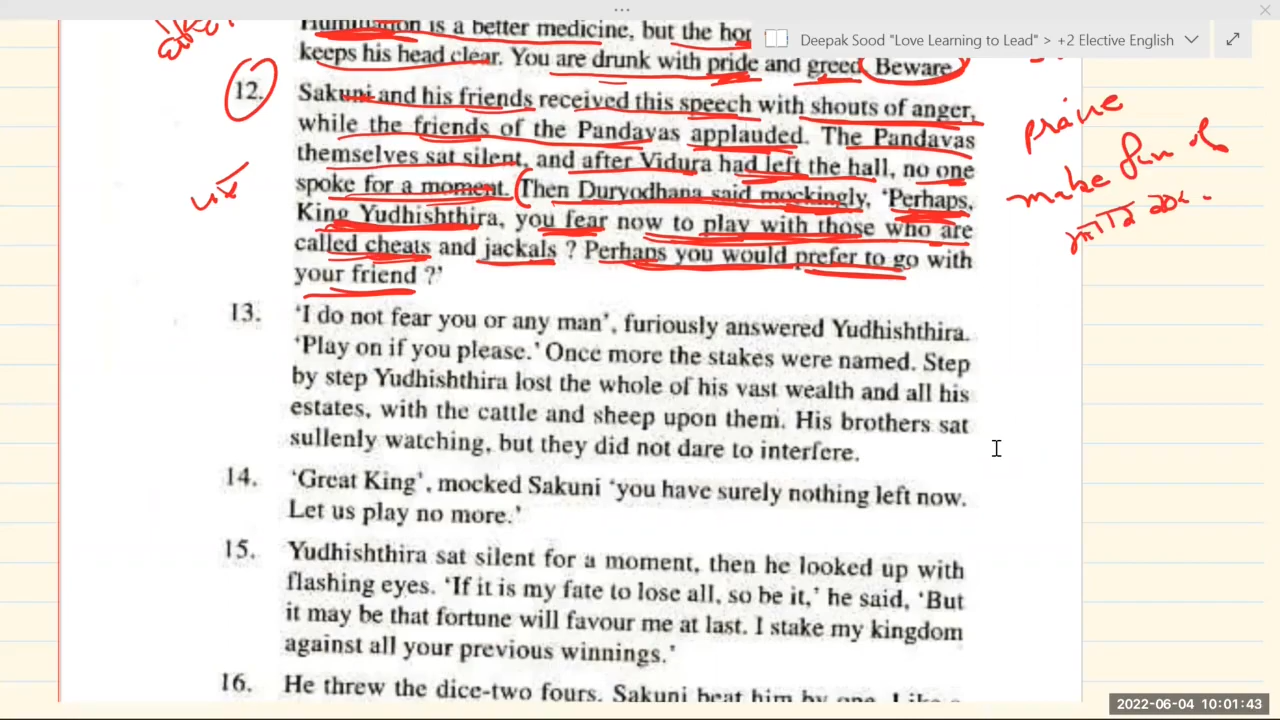 Humiliation is a better medicine, but the
Deepak Sood "Love Learning to Lead" > +2 Elective English
keeps his head clear. You are drunk with pride and greed Beware
12. Sakuni and his friends received this speech with shouts of anger,
while the friends of the Pandavas applauded. The Pandavas
themselves sat silent, and after Vidura had left the hall, no one
spoke for a moment. (Then Duryodhana said mockingly, 'Perhaps,
King Yudhishthira, you fear now to play with those who are
called cheats and jackals ? Perhaps you would prefer to go with
your friend ?'
praise
make fun of
13. 'I do not fear you or any man', furiously answered Yudhishthira.
'Play on if you please.' Once more the stakes were named. Step
by step Yudhishthira lost the whole of his vast wealth and all his
estates, with the cattle and sheep upon them. His brothers sat
sullenly watching, but they did not dare to interfere.
14. 'Great King', mocked Sakuni 'you have surely nothing left now.
Let us play no more.'
15. Yudhishthira sat silent for a moment, then he looked up with
flashing eyes. 'If it is my fate to lose all, so be it,' he said, 'But
it may be that fortune will favour me at last. I stake my kingdom
against all your previous winnings.'
16. He threw the dice-two fours. Sakuni beat him by one. Like a
2022-06-04 10:01:43